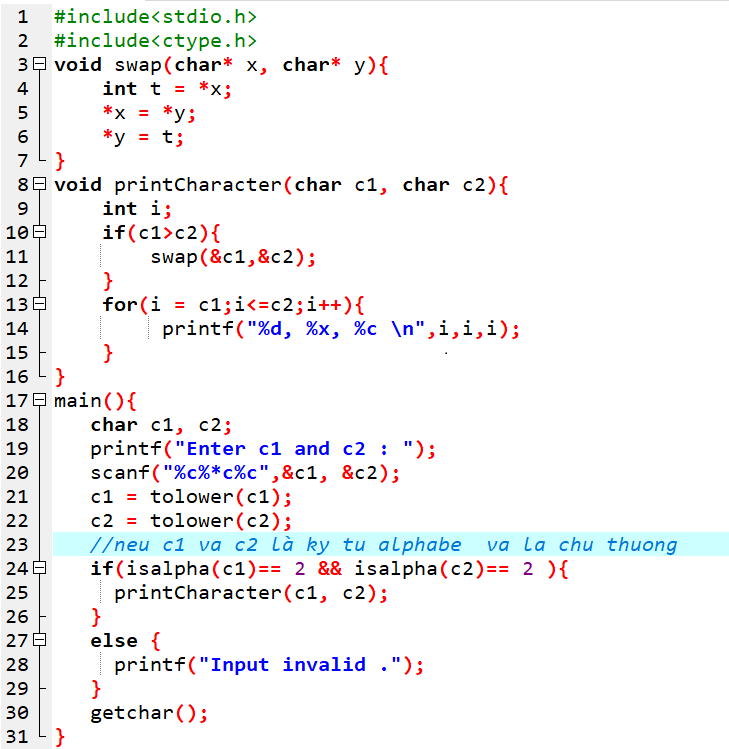 1 #include<stdio.h>
2 #include<ctype.h>
3 void swap(char* x, char* y){
4 int t = *x;
5 *x = *y;
6 *y = t;
7 }
8 void printCharacter(char c1, char c2){
9 int i;
10 if(c1>c2){
11 swap(&c1,&c2);
12 }
13 for(i = c1;i<=c2;i++){
14 printf("%d, %x, %c \n",i,i,i);
15 }
16 }
17 main(){
18 char c1, c2;
19 printf("Enter c1 and c2 : ");
20 scanf("%c%*c%c",&c1, &c2);
21 c1 = tolower(c1);
22 c2 = tolower(c2);
23 //neu c1 va c2 là ky tu alphabe  va la chu thuong
24 if(isalpha(c1)== 2 && isalpha(c2)== 2 ){
25 printCharacter(c1, c2);
26 }
27 else {
28 printf("Input invalid .");
29 }
30 getchar();
31 }